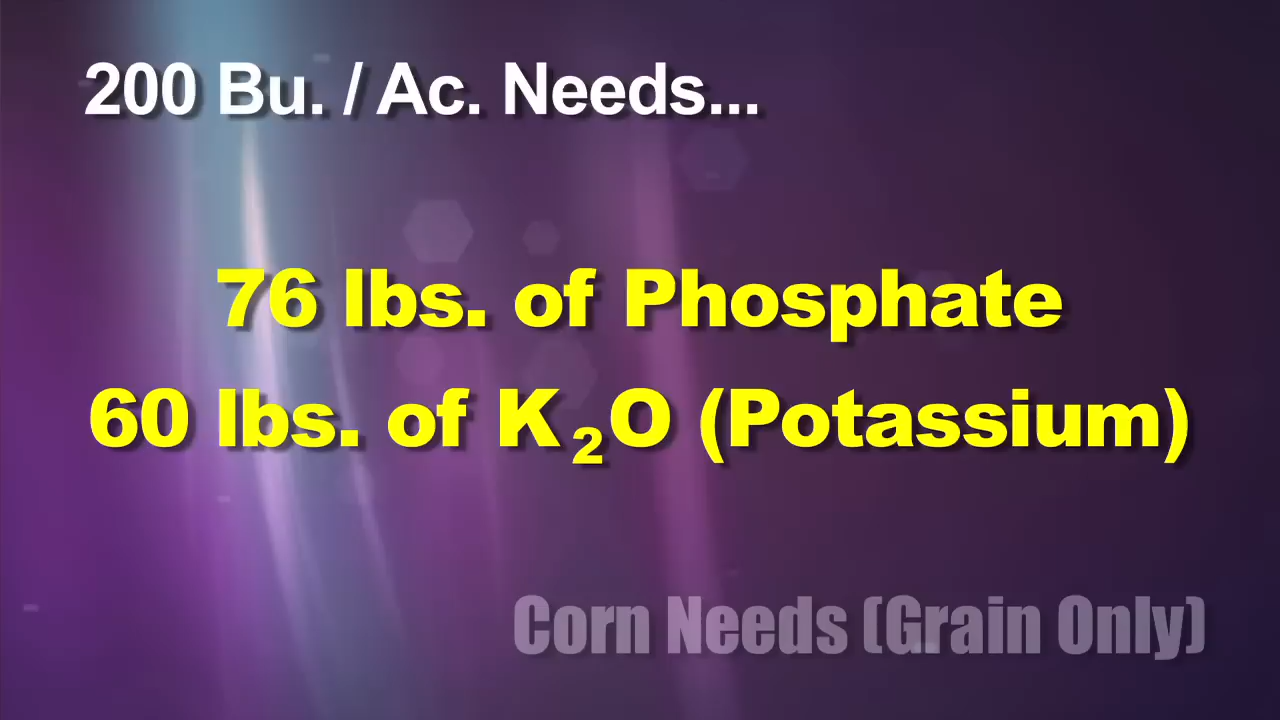 200 Bu. / Ac. Needs...
76 lbs. of Phosphate
60 lbs. of K₂O (Potassium)
Corn Needs (Grain Only)